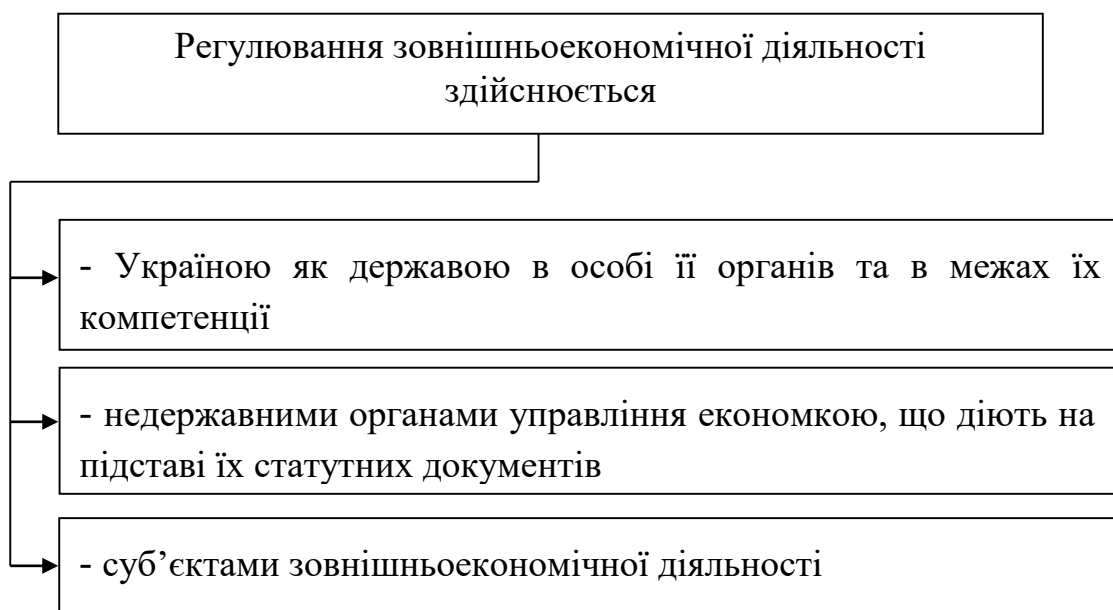 Регулювання зовнішньоекономічної діяльності
здійснюється
- Україною як державою в особі її органів та в межах їх
компетенції
- недержавними органами управління економкою, що діють на
підставі їх статутних документів
- суб’єктами зовнішньоекономічної діяльності